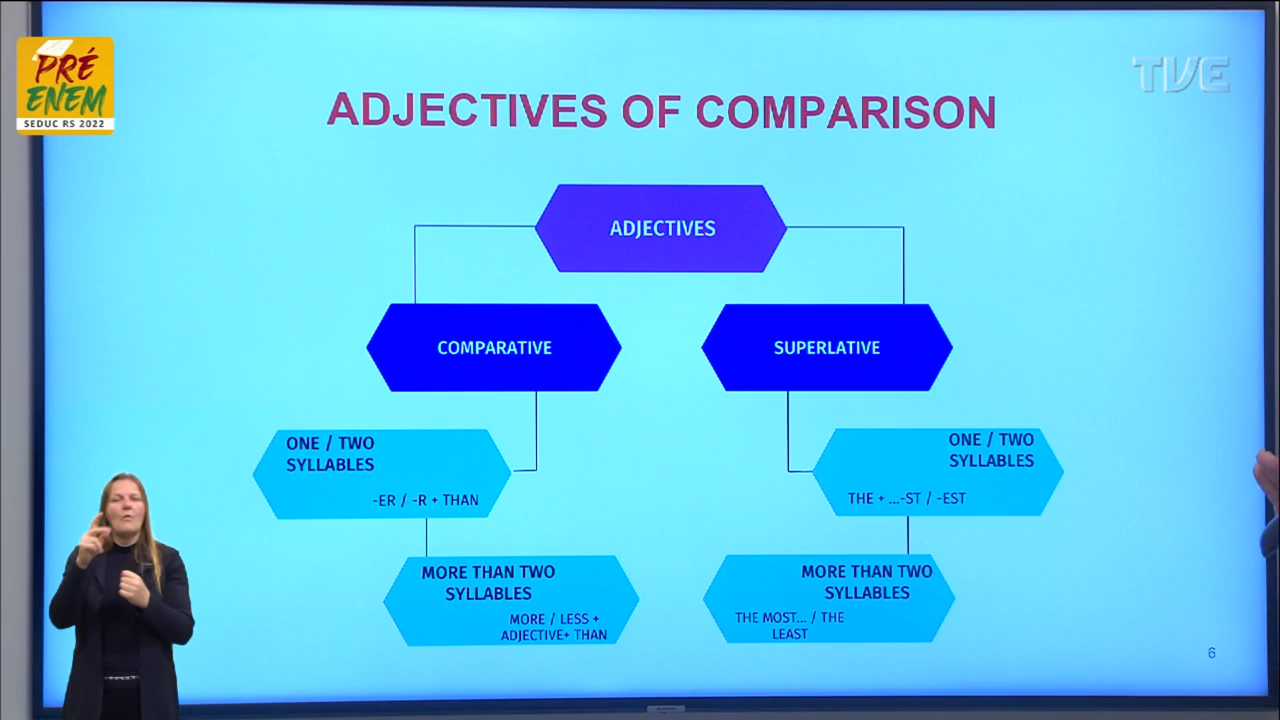 PRÉ
ENEM
SEDUC RS 2022
TVE
ADJECTIVES OF COMPARISON
ADJECTIVES
COMPARATIVE
SUPERLATIVE
ONE / TWO
SYLLABLES
-ER / -R + THAN
ONE / TWO
SYLLABLES
THE + ...-ST / -EST
MORE THAN TWO
SYLLABLES
MORE / LESS +
ADJECTIVE+ THAN
MORE THAN TWO
SYLLABLES
THE MOST... / THE
LEAST
6